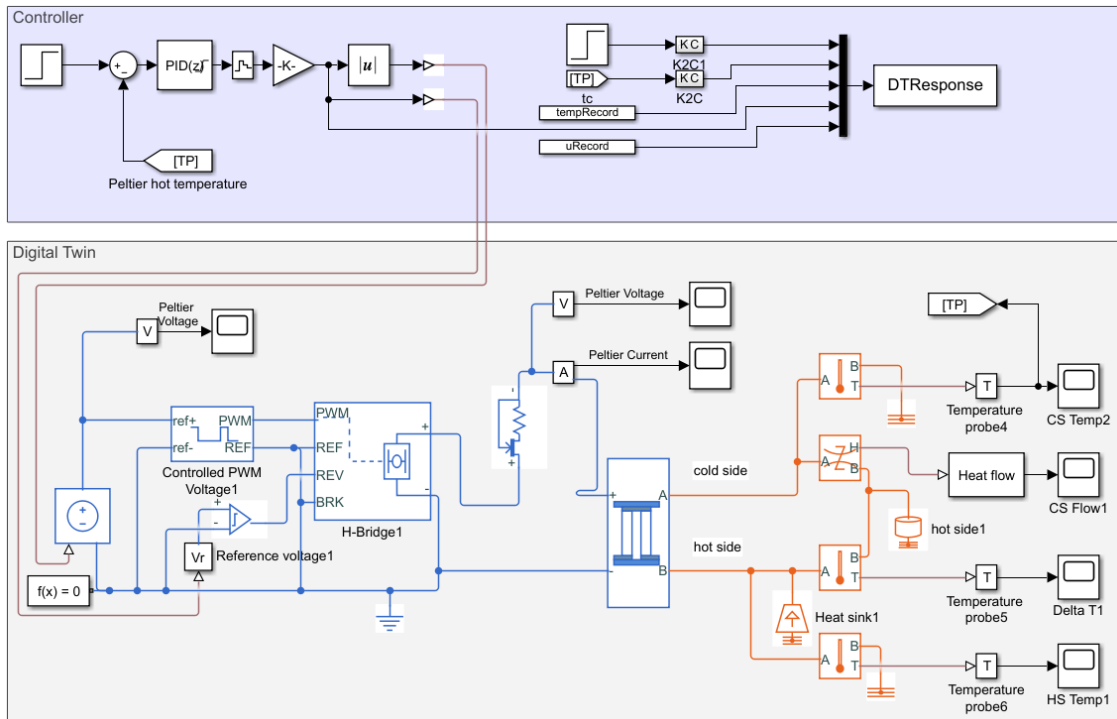 Controller
PID(z)
-K-
|u|
[TP]
Peltier hot temperature
K C
K2C1
[TP]
K C
tc
K2C
tempRecord
uRecord
DTResponse
Digital Twin
Peltier
Voltage
V
V
Peltier Voltage
A
Peltier Current
[TP]
ref+
PWM
ref-
REF
Controlled PWM
Voltage1
PWM
REF
REV
BRK
+
-
H-Bridge1
+
-
Vr
Reference voltage1
f(x) = 0
-
+
+
-
A
B
cold side
hot side
A
B
T
T
Temperature
probe4
CS Temp2
A
H
B
Heat flow
CS Flow1
hot side1
A
B
T
T
Temperature
probe5
Delta T1
Heat sink1
A
B
T
T
Temperature
probe6
HS Temp1